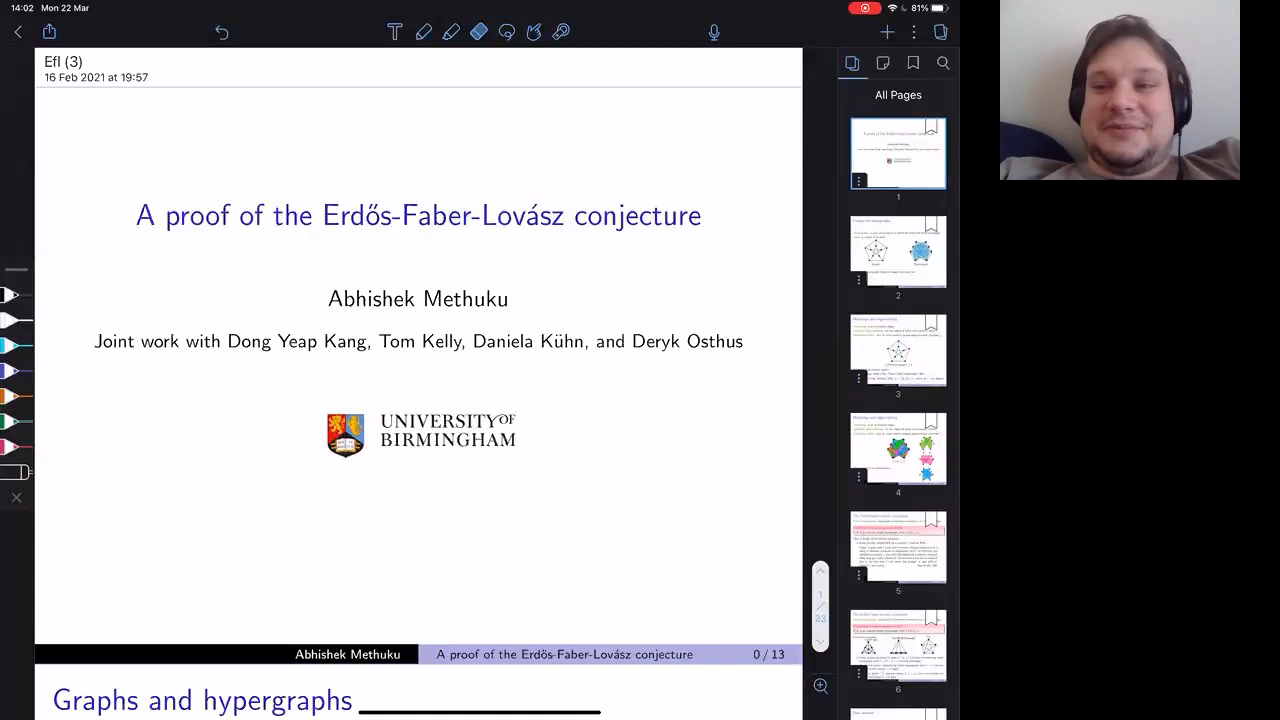 14:02 Mon 22 Mar
81%
Efl (3)
16 Feb 2021 at 19:57
All Pages
A proof of the Erdős-Faber-Lovász conjecture
Abhishek Methuku
Joint work with Dong Yeap Kang, Tom Kelly, Daniela Kühn, and Deryk Osthus
UNIVERSITY OF
BIRMINGHAM
Abhishek Methuku
the Erdös-Faber-Lovász conjecture
0 / 13
Graphs and hypergraphs
1
/
23
1
2
3
4
5
6